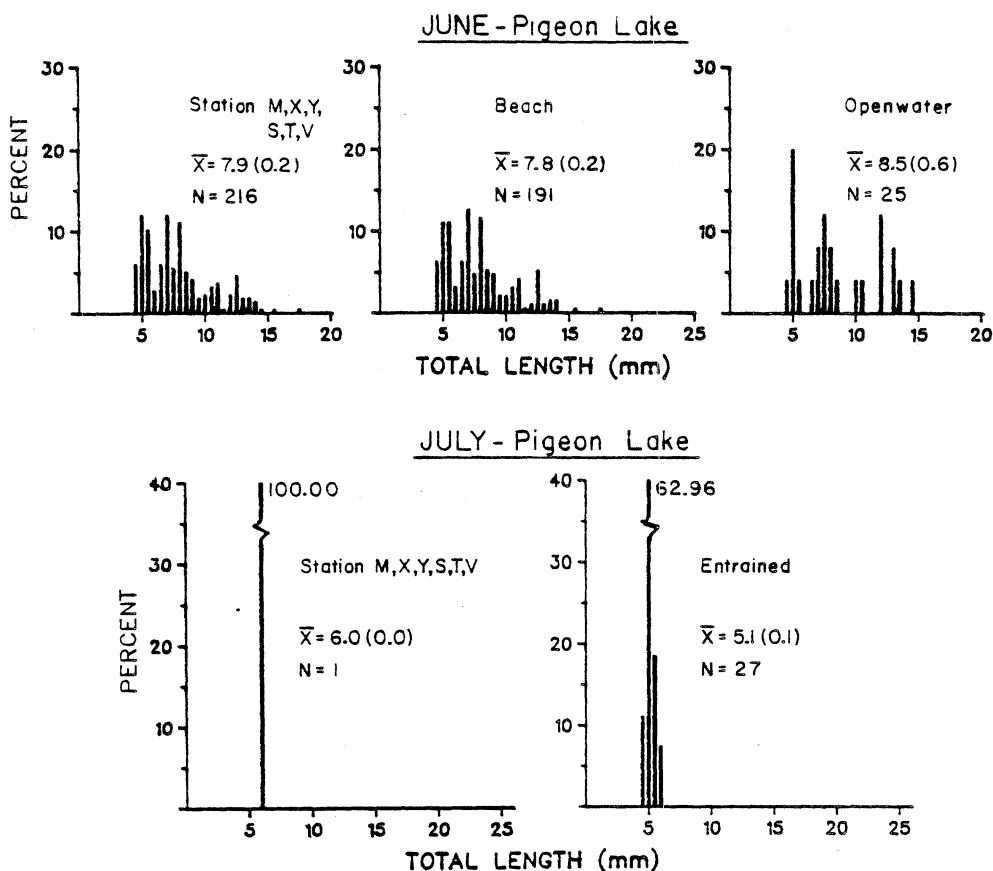 JUNE-Pigeon Lake
PERCENT
30
20
10
5 10 15 20
Station M,X,Y,
S,T,V
X̅=7.9(0.2)
N=216
30
20
10
5 10 15 20 25
Beach
X̅=7.8(0.2)
N=191
30
20
10
5 10 15 20
Openwater
X̅=8.5(0.6)
N=25
TOTAL LENGTH (mm)
JULY-Pigeon Lake
PERCENT
40
30
20
10
5 10 15 20 25
100.00
Station M,X,Y,S,T,V
X̅=6.0(0.0)
N=1
40
30
20
10
5 10 15 20 25
62.96
Entrained
X̅=5.1(0.1)
N=27
TOTAL LENGTH (mm)